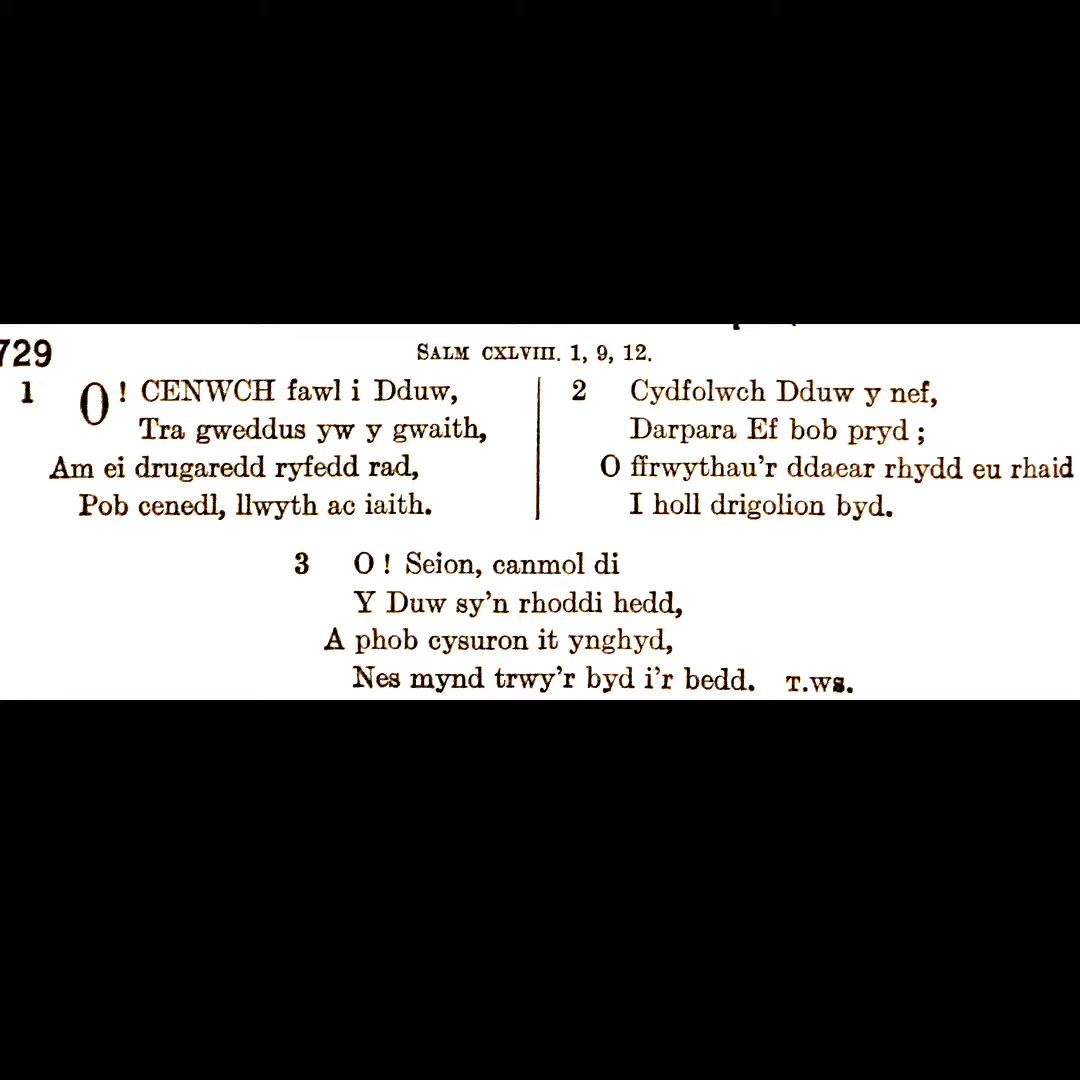 729
SALM CXLVIII. 1, 9, 12.
1 O! CENWCH fawl i Dduw,
Tra gweddus yw y gwaith,
Am ei drugaredd ryfedd rad,
Pob cenedl, llwyth ac iaith.
2 Cydfolwch Dduw y nef,
Darpara Ef bob pryd ;
O ffrwythau'r ddaear rhydd eu rhaid
I holl drigolion byd.
3 O ! Seion, canmol di
Y Duw sy'n rhoddi hedd,
A phob cysuron it ynghyd,
Nes mynd trwy'r byd i'r bedd. T.WS.